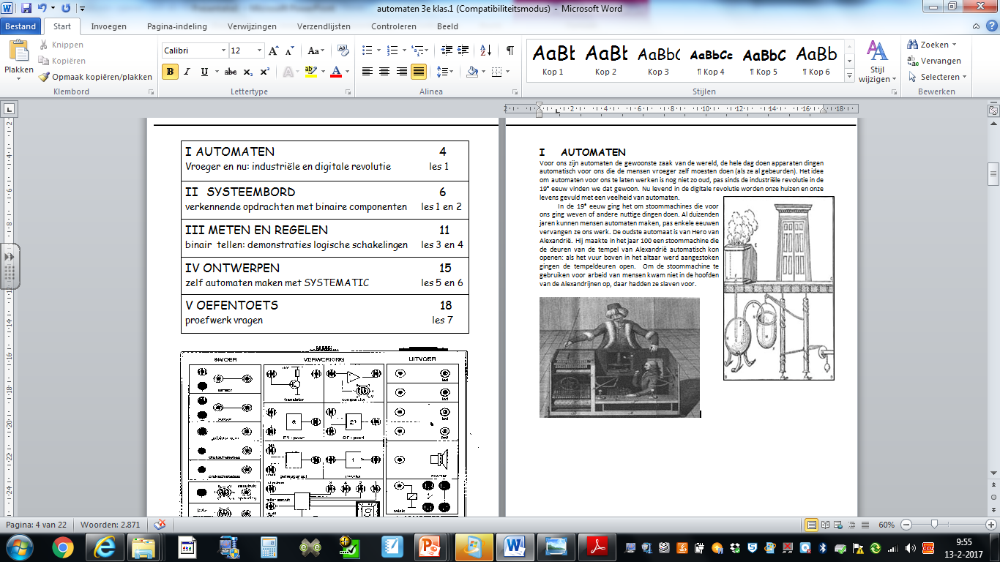 automaten 3e klas.1 (Compatibiliteitsmodus) - Microsoft Word
Bestand Start Invoegen Pagina-indeling Verwijzingen Verzendlijsten Controleren Beeld
Plakken
Knippen
Kopiëren
Opmaak kopiëren/plakken
Klembord
Calibri 12
Lettertype
Alinea
AaBb AaBb AaBbC AaBbCc AaBbC AaBb
Kop 1 Kop 2 Kop 3 ¶ Kop 4 ¶ Kop 5 ¶ Kop 6
Stijl wijzigen
Stijlen
Zoeken
Vervangen
Selecteren
Bewerken
I AUTOMATEN 4
Vroeger en nu: industriële en digitale revolutie les 1
II SYSTEEMBORD 6
verkennende opdrachten met binaire componenten les 1 en 2
III METEN EN REGELEN 11
binair tellen: demonstraties logische schakelingen les 3 en 4
IV ONTWERPEN 15
zelf automaten maken met SYSTEMATIC les 5 en 6
V OEFENTOETS 18
proefwerk vragen les 7
INVOER VERWERKING UITVOER
sensor transistor comparator led
sensor led
led
EN - poort OF - poort led
drukschakelaar
drukschakelaar
zoemer
relais
I AUTOMATEN
Voor ons zijn automaten de gewoonste zaak van de wereld, de hele dag doen apparaten dingen
automatisch voor ons die de mensen vroeger zelf moesten doen (als ze al gebeurden). Het idee
om automaten voor ons te laten werken is nog niet zo oud, pas sinds de industriële revolutie in de
19e eeuw vinden we dat gewoon. Nu levend in de digitale revolutie worden onze huizen en onze
levens gevuld met een veelheid van automaten.
In de 19e eeuw ging het om stoommachines die voor
ons ging weven of andere nuttige dingen doen. Al duizenden
jaren kunnen mensen automaten maken, pas enkele eeuwen
vervangen ze ons werk. De oudste automaat is van Hero van
Alexandrië. Hij maakte in het jaar 100 een stoommachine die
de deuren van de tempel van Alexandrië automatisch kon
openen: als het vuur boven in het altaar werd aangestoken
gingen de tempeldeuren open. Om de stoommachine te
gebruiken voor arbeid van mensen kwam niet in de hoofden
van de Alexandrijnen op, daar hadden ze slaven voor.
Pagina: 4 van 22 Woorden: 2.871 60%
9:55
13-2-2017